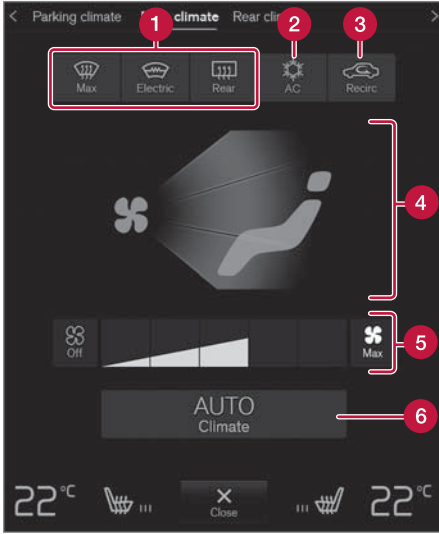 Parking climate climate Rear
1 2 3
Max Electric Rear AC Recirc
4
Off Max
5
AUTO
Climate
6
22°C 22°C
Close